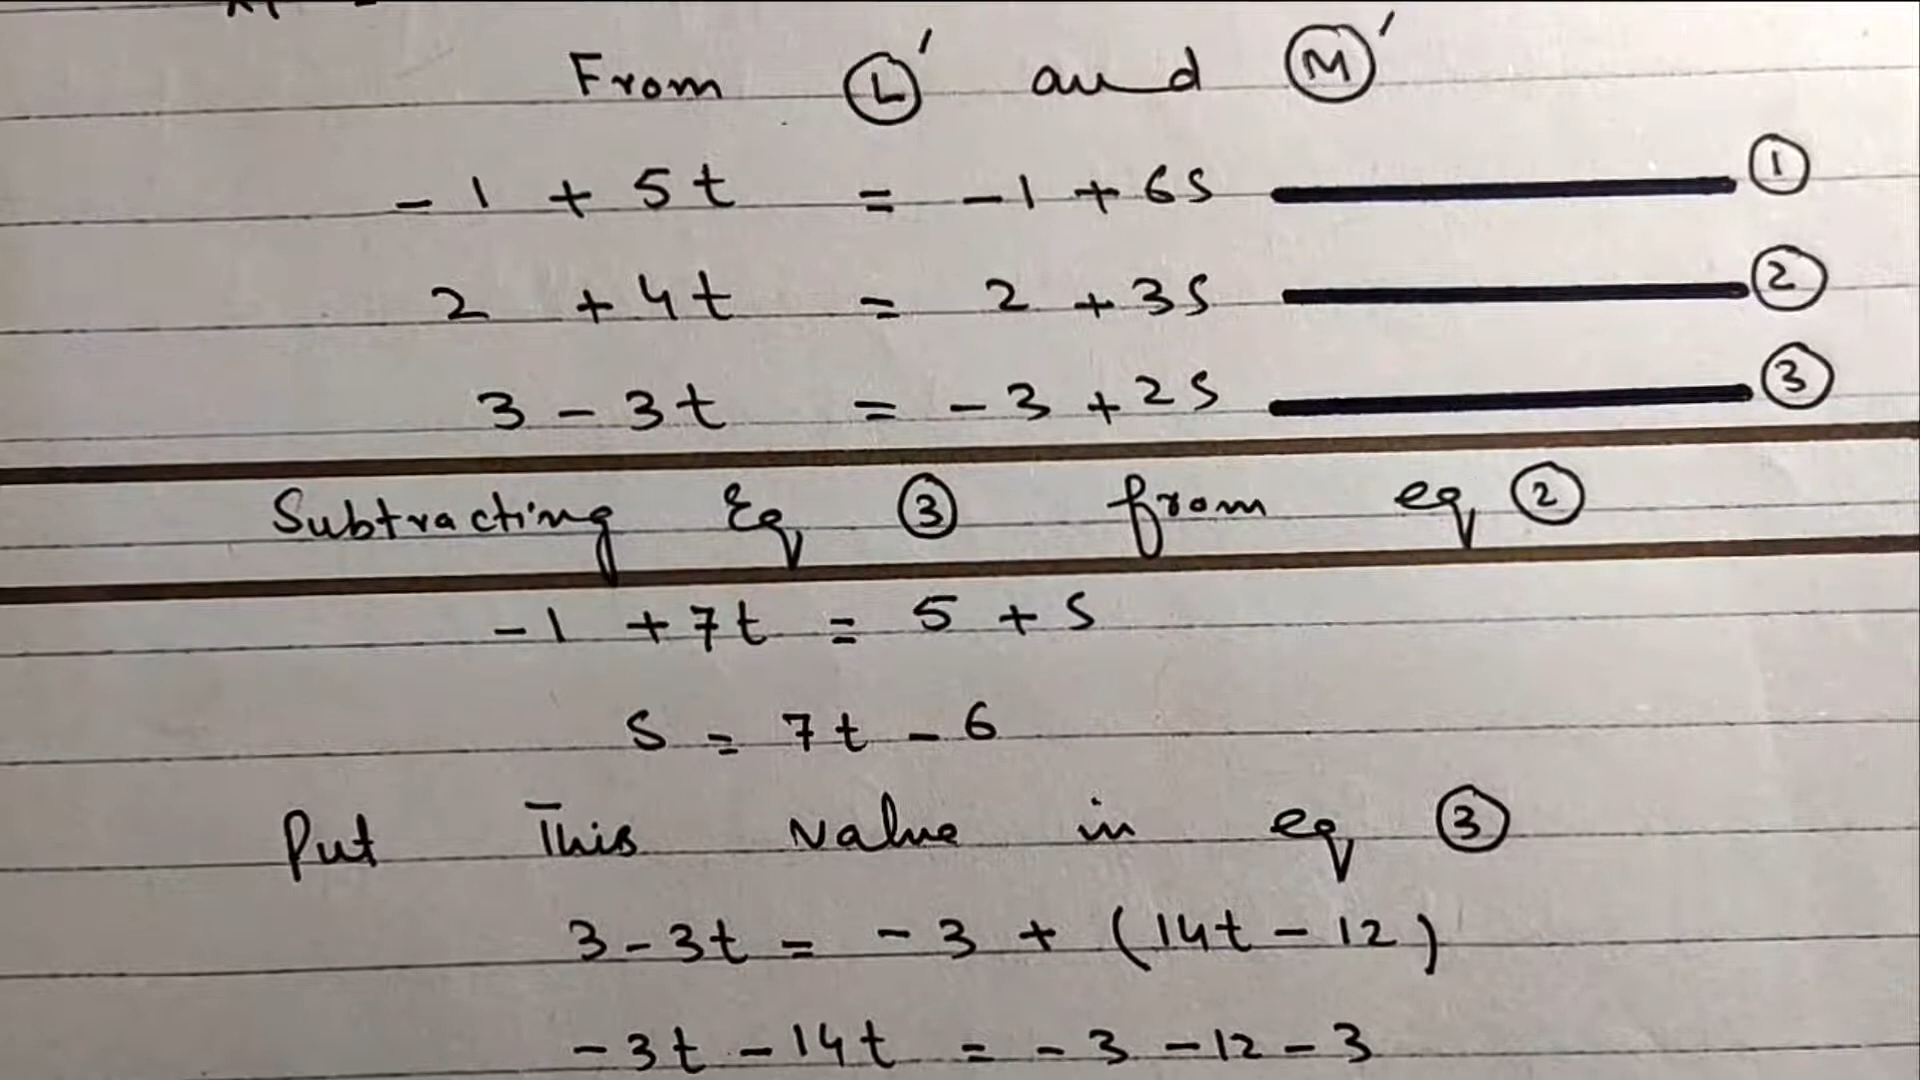 From Ⓛ' and Ⓜ'
- 1 + 5t = -1 + 6s ①
2 + 4t = 2 + 3s ②
3 - 3t = -3 + 2s ③
Subtracting Eq ③ from eq ②
-1 + 7t = 5 + s
s = 7t - 6
Put This value in eq ③
3 - 3t = -3 + (14t - 12)
-3t - 14t = -3 - 12 - 3